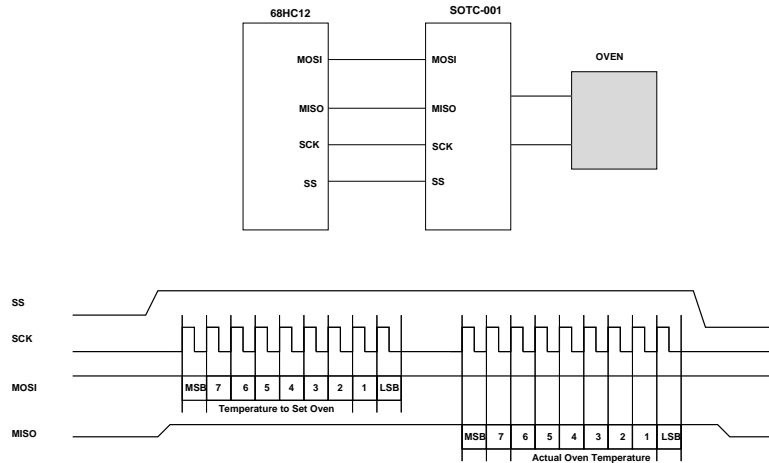 68HC12 SOTC-001
OVEN
MOSI MOSI
MISO MISO
SCK SCK
SS SS
SS
SCK
MOSI MSB 7 6 5 4 3 2 1 LSB
Temperature to Set Oven
MISO MSB 7 6 5 4 3 2 1 LSB
Actual Oven Temperature